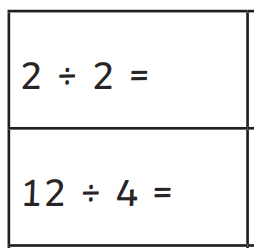 2 ÷ 2 =
12 ÷ 4 =